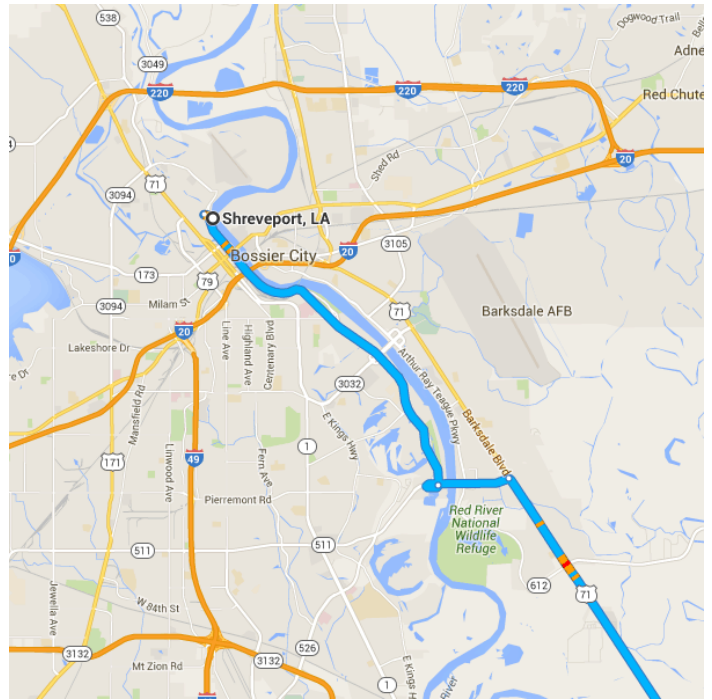 538
Dogwood Trail
Adne
3049
220
220
220
Red Chute
20
Shed Rd
3094
71
Shreveport, LA
3105
20
Bossier City
173
79
Milam St
3094
71
Barksdale AFB
20
Lakeshore Dr
Line Ave
Highland Ave
Centenary Blvd
Arthur Ray Teague Pkwy
3032
Mansfield Rd
E Kings Hwy
Barksdale Blvd
1
171
Linwood Ave
49
Fern Ave
Pierremont Rd
Red River
National
Wildlife
Refuge
511
511
612
71
Jewella Ave
W 84th St
526
3132
3132
Mt Zion Rd
E Kings H
River
1